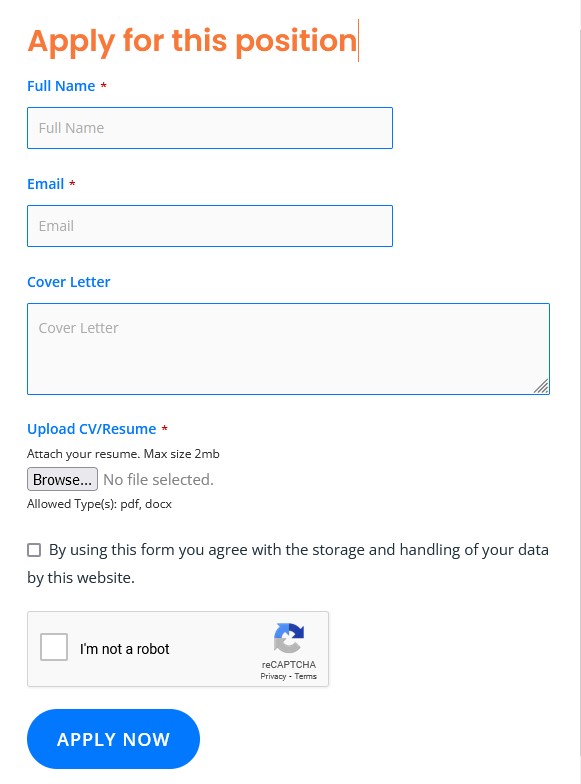 Apply for this position
Full Name *
Full Name
Email *
Email
Cover Letter
Cover Letter
Upload CV/Resume *
Attach your resume. Max size 2mb
Browse... No file selected.
Allowed Type(s): pdf, docx
By using this form you agree with the storage and handling of your data
by this website.
I'm not a robot
reCAPTCHA
Privacy - Terms
APPLY NOW